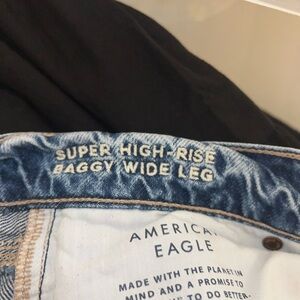 SUPER HIGH-RISE
BAGGY WIDE LEG
AMERICAN
EAGLE
MADE WITH THE PLANET IN
MIND AND A PROMISE TO
TO DO BETTER